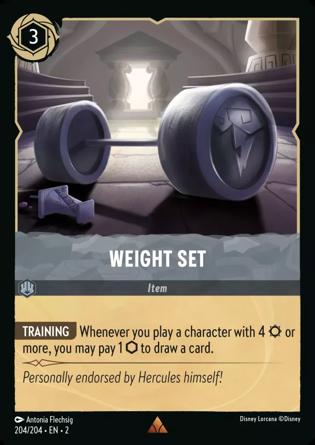 3
WEIGHT SET
Item
TRAINING Whenever you play a character with 4 or
more, you may pay 1 to draw a card.
Personally endorsed by Hercules himself!
Antonia Flechsig
204/204 • EN • 2
Disney Lorcana ©Disney